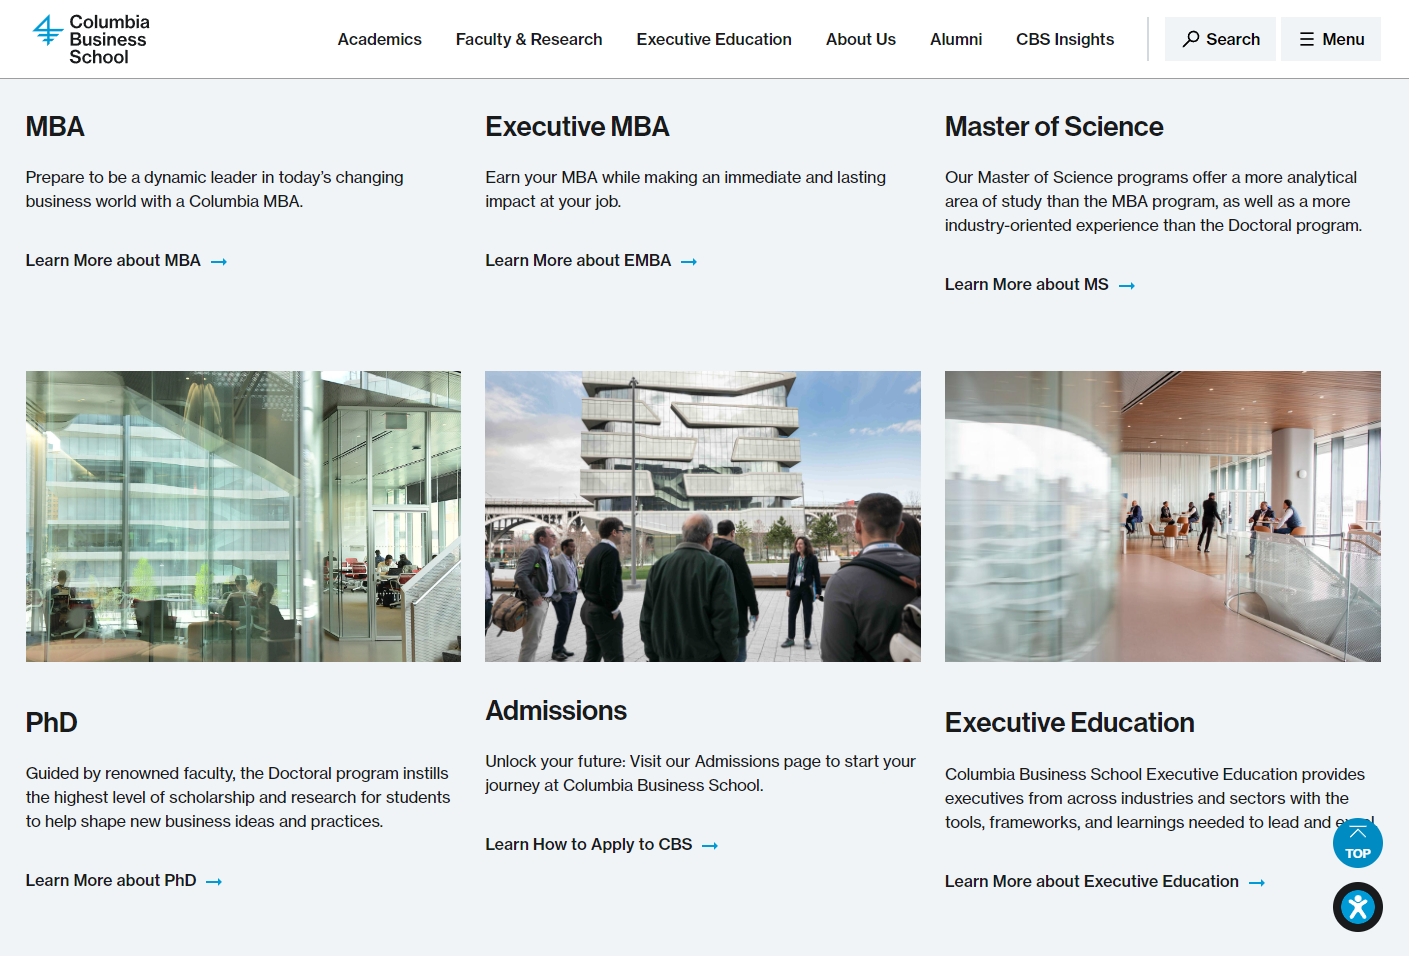 Columbia
Business
School
Academics
Faculty & Research
Executive Education
About Us
Alumni
CBS Insights
Search
Menu
MBA
Prepare to be a dynamic leader in today's changing
business world with a Columbia MBA.
Learn More about MBA
Executive MBA
Earn your MBA while making an immediate and lasting
impact at your job.
Learn More about EMBA
Master of Science
Our Master of Science programs offer a more analytical
area of study than the MBA program, as well as a more
industry-oriented experience than the Doctoral program.
Learn More about MS
PhD
Guided by renowned faculty, the Doctoral program instills
the highest level of scholarship and research for students
to help shape new business ideas and practices.
Learn More about PhD
Admissions
Unlock your future: Visit our Admissions page to start your
journey at Columbia Business School.
Learn How to Apply to CBS
Executive Education
Columbia Business School Executive Education provides
executives from across industries and sectors with the
tools, frameworks, and learnings needed to lead and
Learn More about Executive Education
TOP